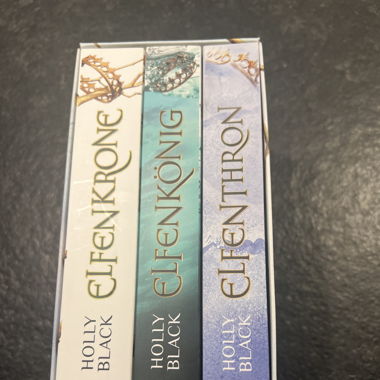 HOLLY
BLACK
ELFENKRONE
HOLLY
BLACK
ELFENKÖNIG
HOLLY
BLACK
ELFENTHRON